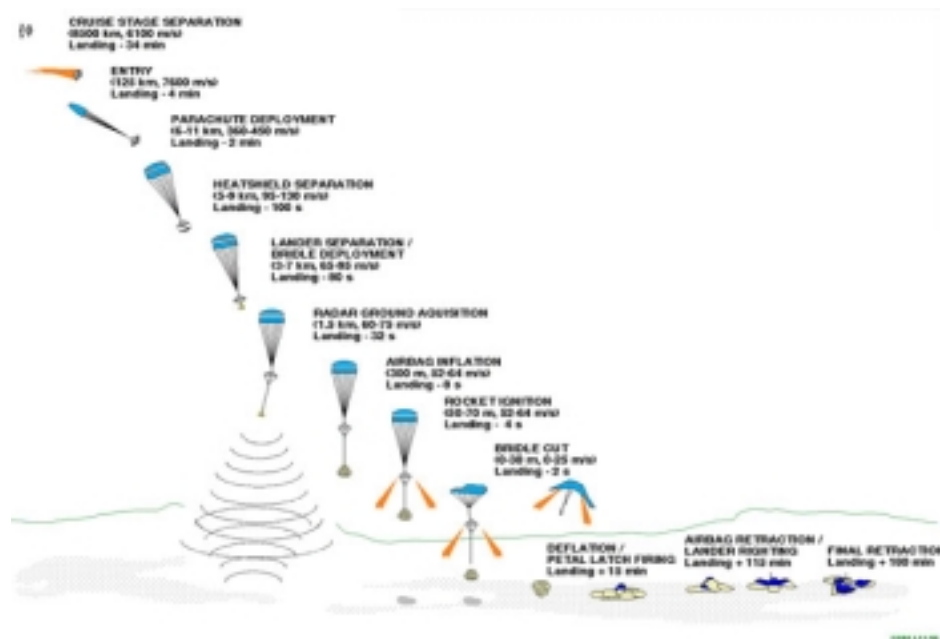 CRUISE STAGE SEPARATION
(8500 km, 6100 m/s)
Landing - 34 min
ENTRY
(125 km, 7600 m/s)
Landing - 4 min
PARACHUTE DEPLOYMENT
(6-11 km, 360-450 m/s)
Landing - 2 min
HEATSHIELD SEPARATION
(5-9 km, 95-130 m/s)
Landing - 100 s
LANDER SEPARATION /
BRIDLE DEPLOYMENT
(3-7 km, 65-95 m/s)
Landing - 80 s
RADAR GROUND AQUISITION
(1.5 km, 60-75 m/s)
Landing - 32 s
AIRBAG INFLATION
(300 m, 52-64 m/s)
Landing - 8 s
ROCKET IGNITION
(50-70 m, 52-64 m/s)
Landing - 4 s
BRIDLE CUT
(0-30 m, 0-25 m/s)
Landing - 2 s
DEFLATION /
PETAL LATCH FIRING
Landing + 15 min
AIRBAG RETRACTION /
LANDER RIGHTING
Landing + 115 min
FINAL RETRACTION
Landing + 180 min